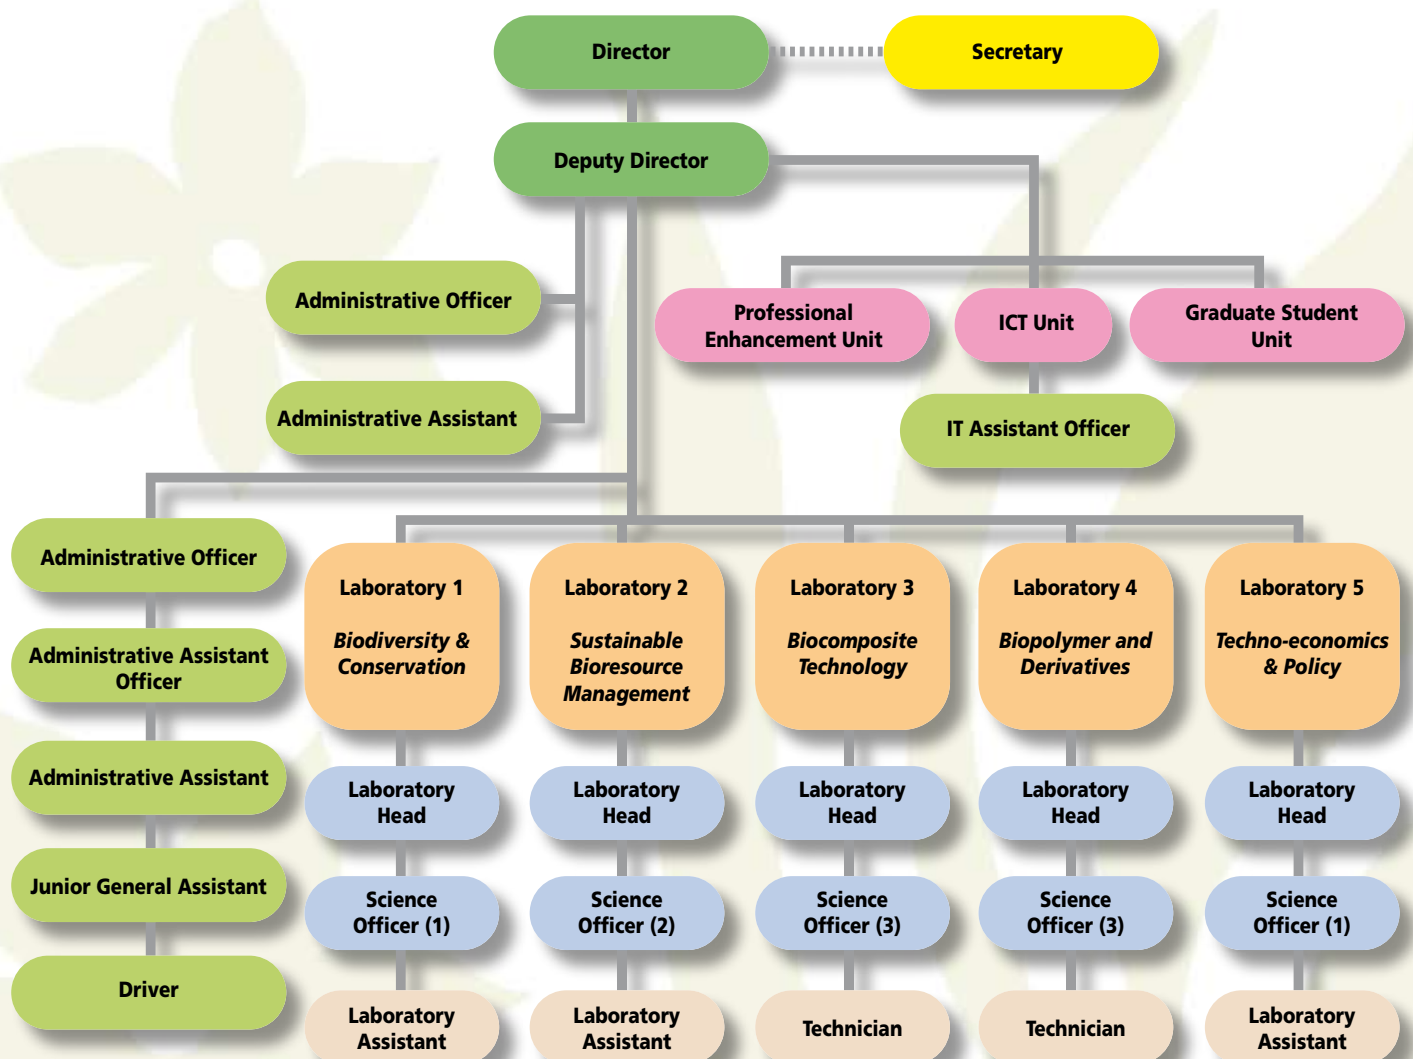 Director
Secretary
Deputy Director
Administrative Officer
Administrative Assistant
Professional
Enhancement Unit
ICT Unit
Graduate Student
Unit
IT Assistant Officer
Administrative Officer
Administrative Assistant
Officer
Administrative Assistant
Junior General Assistant
Driver
Laboratory 1
Biodiversity &
Conservation
Laboratory
Head
Science
Officer (1)
Laboratory
Assistant
Laboratory 2
Sustainable
Bioresource
Management
Laboratory
Head
Science
Officer (2)
Laboratory
Assistant
Laboratory 3
Biocomposite
Technology
Laboratory
Head
Science
Officer (3)
Technician
Laboratory 4
Biopolymer and
Derivatives
Laboratory
Head
Science
Officer (3)
Technician
Laboratory 5
Techno-economics
& Policy
Laboratory
Head
Science
Officer (1)
Laboratory
Assistant